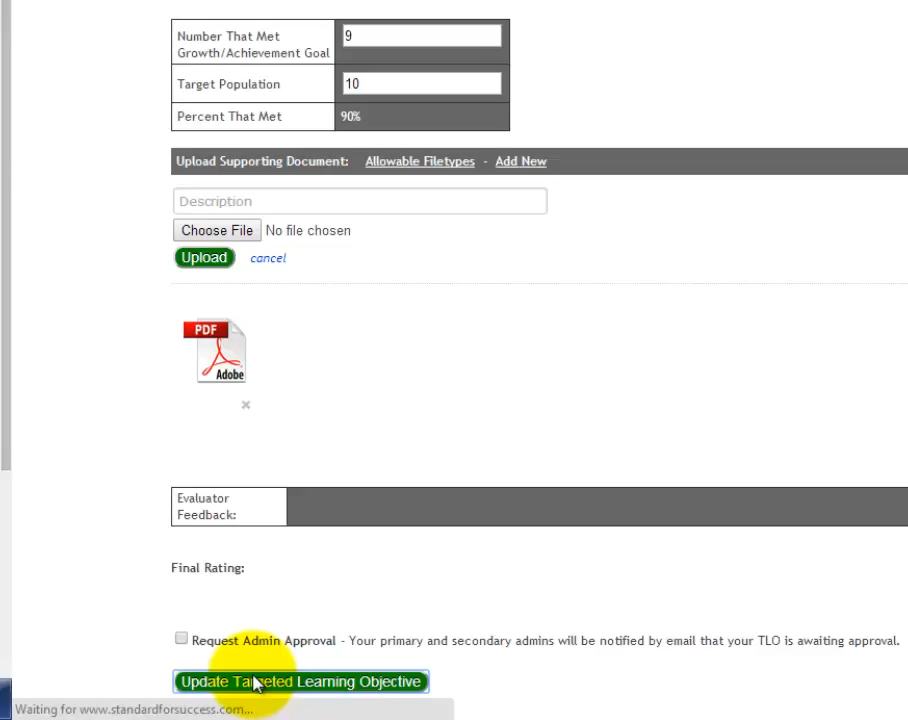 Number That Met
Growth/Achievement Goal
9
Target Population
10
Percent That Met
90%
Upload Supporting Document: Allowable Filetypes - Add New
Description
Choose File No file chosen
Upload cancel
PDF
Adobe
Evaluator
Feedback:
Final Rating:
Request Admin Approval - Your primary and secondary admins will be notified by email that your TLO is awaiting approval.
Update Targeted Learning Objective
Waiting for www.standardforsuccess.com...